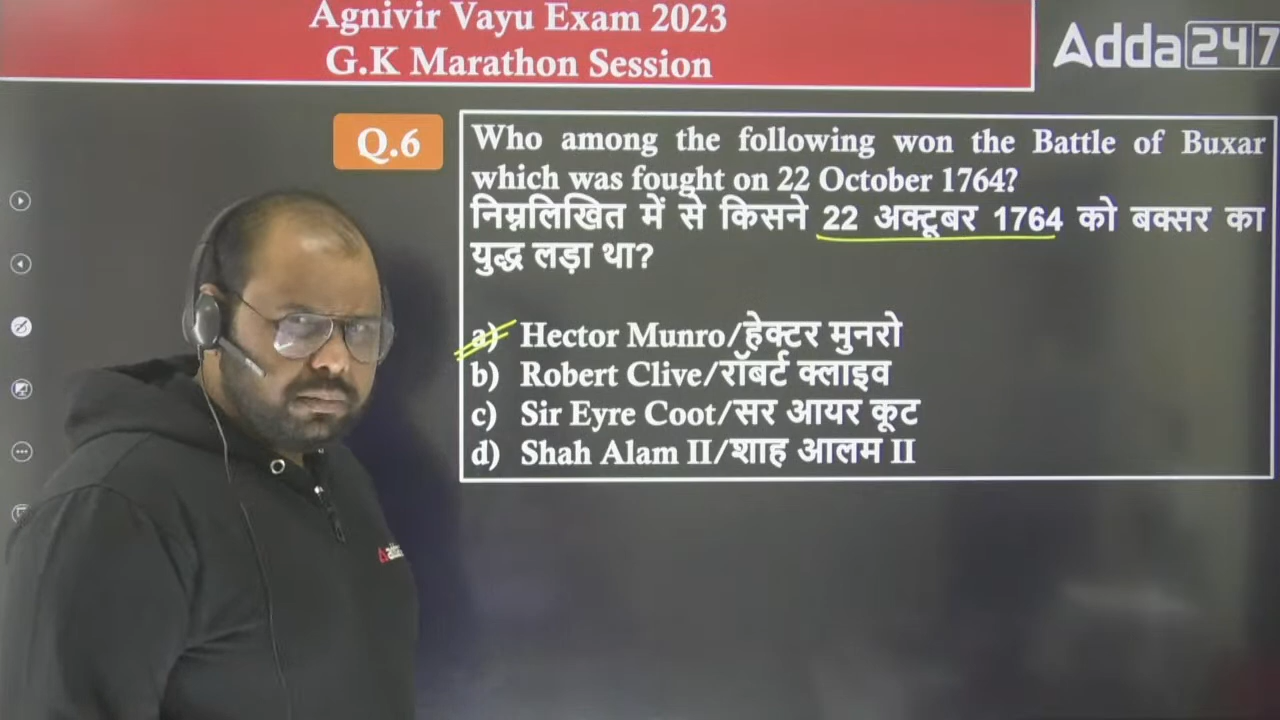 Agnivir Vayu Exam 2023
G.K Marathon Session
Adda247
Q.6
Who among the following won the Battle of Buxar
which was fought on 22 October 1764?
निम्नलिखित में से किसने 22 अक्टूबर 1764 को बक्सर का
युद्ध लड़ा था?
a) Hector Munro/हेक्टर मुनरो
b) Robert Clive/रॉबर्ट क्लाइव
c) Sir Eyre Coot/सर आयर कूट
d) Shah Alam II/शाह आलम II